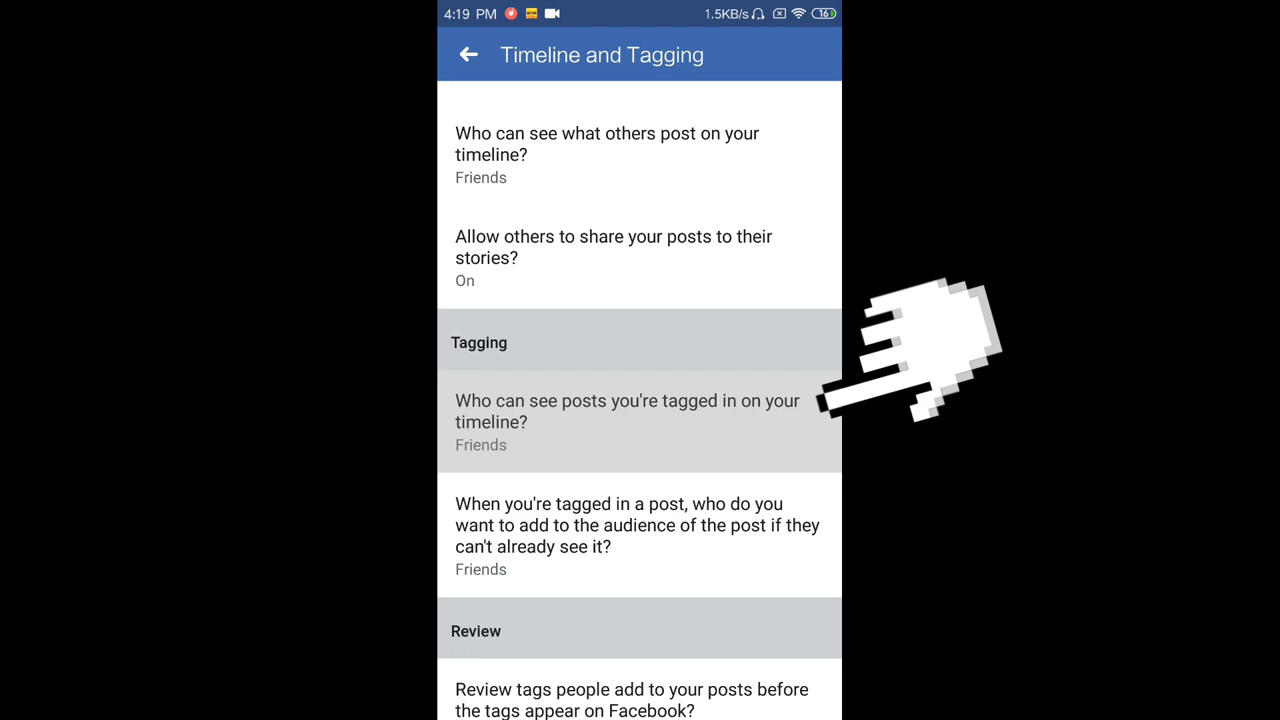 4:19 PM 1.5KB/s 16
Timeline and Tagging
Who can see what others post on your
timeline?
Friends
Allow others to share your posts to their
stories?
On
Tagging
Who can see posts you're tagged in on your
timeline?
Friends
When you're tagged in a post, who do you
want to add to the audience of the post if they
can't already see it?
Friends
Review
Review tags people add to your posts before
the tags appear on Facebook?